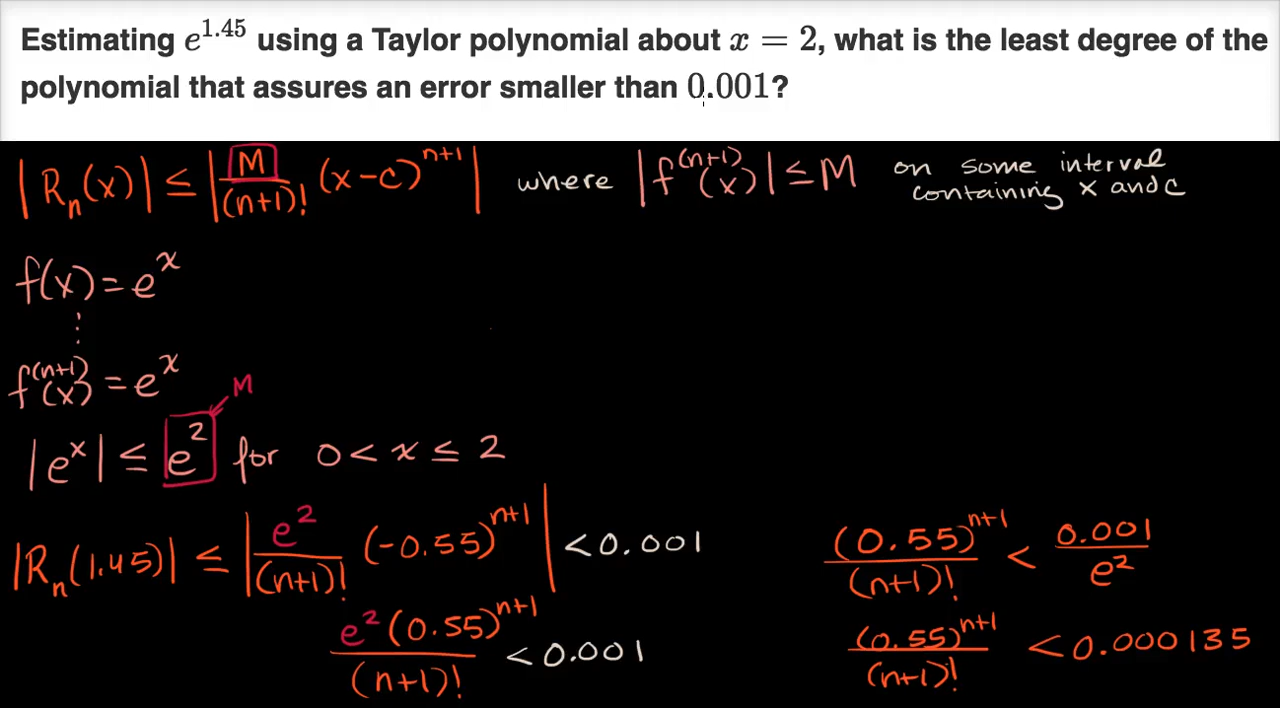 Estimating e^1.45 using a Taylor polynomial about x = 2, what is the least degree of the
polynomial that assures an error smaller than 0.001?
|R_n(x)| ≤ |M/(n+1)! (x-c)^(n+1)| where |f^(n+1)(x)| ≤ M on some interval
containing x and c
f(x) = e^x
⋮
f^(n+1)(x) = e^x
M
|e^x| ≤ e^2 for 0 < x ≤ 2
|R_n(1.45)| ≤ |e^2/(n+1)! (-0.55)^(n+1)| < 0.001
e^2(0.55)^(n+1)/(n+1)! < 0.001
(0.55)^(n+1)/(n+1)! < 0.001/e^2
(0.55)^(n+1)/(n+1)! < 0.000135